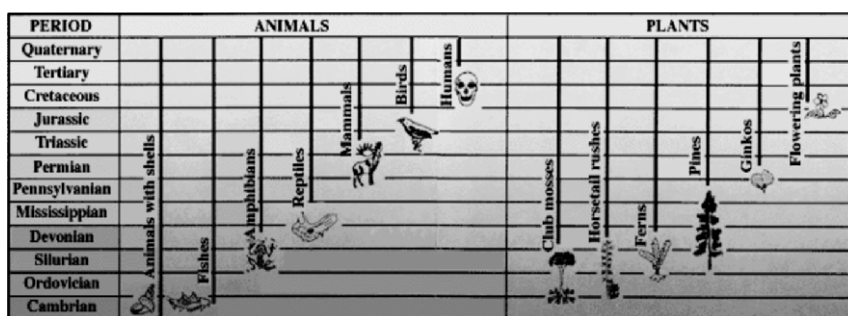 PERIOD ANIMALS PLANTS
Quaternary
Tertiary
Cretaceous
Jurassic
Triassic
Permian
Pennsylvanian
Mississippian
Devonian
Silurian
Ordovician
Cambrian
Animals with shells
Fishes
Amphibians
Reptiles
Mammals
Birds
Humans
Club mosses
Horsetail rushes
Ferns
Pines
Ginkos
Flowering plants